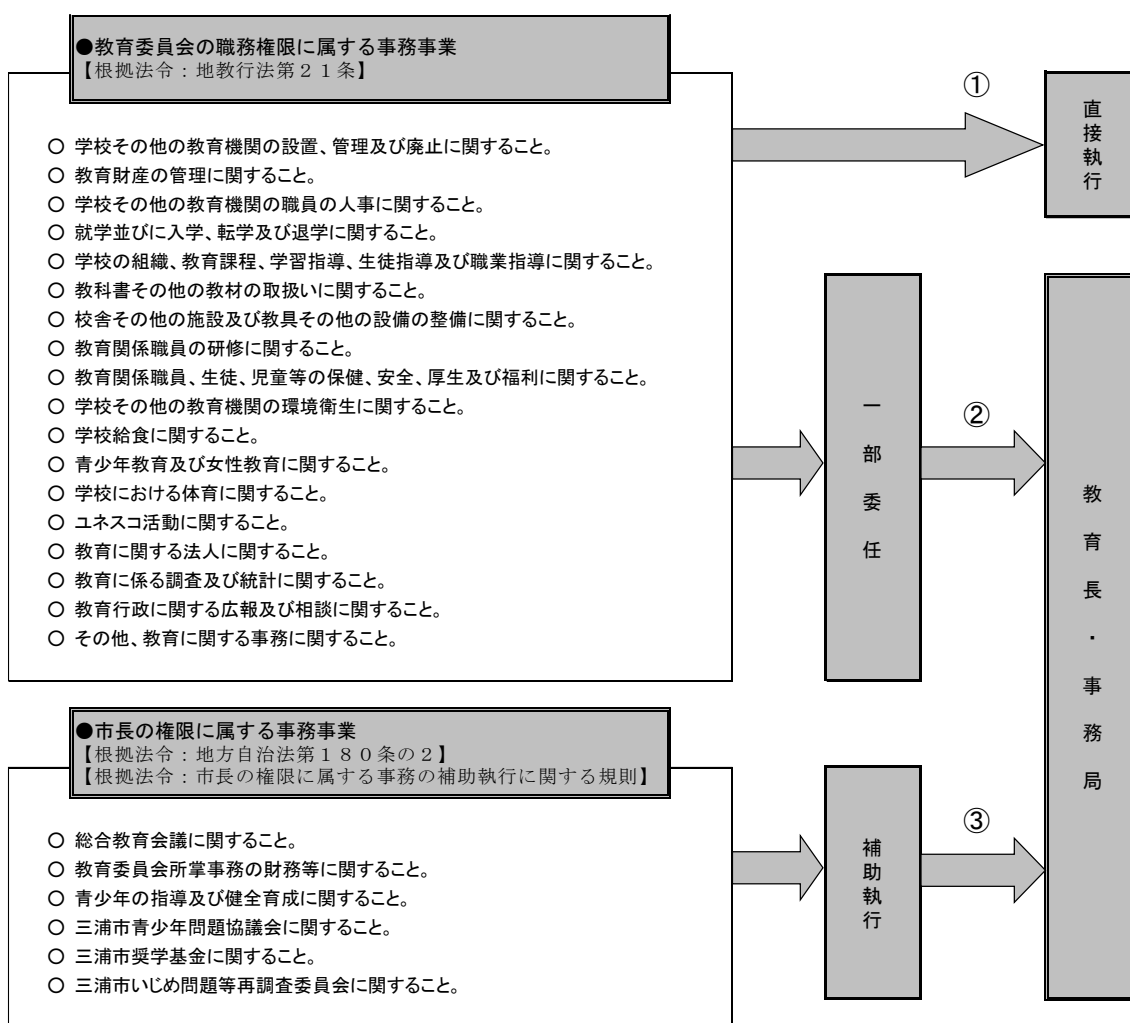 ●教育委員会の職務権限に属する事務事業
【根拠法令：地教行法第２１条】
○ 学校その他の教育機関の設置、管理及び廃止に関すること。
○ 教育財産の管理に関すること。
○ 学校その他の教育機関の職員の人事に関すること。
○ 就学並びに入学、転学及び退学に関すること。
○ 学校の組織、教育課程、学習指導、生徒指導及び職業指導に関すること。
○ 教科書その他の教材の取扱いに関すること。
○ 校舎その他の施設及び教具その他の設備の整備に関すること。
○ 教育関係職員の研修に関すること。
○ 教育関係職員、生徒、児童等の保健、安全、厚生及び福利に関すること。
○ 学校その他の教育機関の環境衛生に関すること。
○ 学校給食に関すること。
○ 青少年教育及び女性教育に関すること。
○ 学校における体育に関すること。
○ ユネスコ活動に関すること。
○ 教育に関する法人に関すること。
○ 教育に係る調査及び統計に関すること。
○ 教育行政に関する広報及び相談に関すること。
○ その他、教育に関する事務に関すること。
①
直接執行
一部委任
②
教育長・事務局
●市長の権限に属する事務事業
【根拠法令：地方自治法第１８０条の２】
【根拠法令：市長の権限に属する事務の補助執行に関する規則】
○ 総合教育会議に関すること。
○ 教育委員会所掌事務の財務等に関すること。
○ 青少年の指導及び健全育成に関すること。
○ 三浦市青少年問題協議会に関すること。
○ 三浦市奨学基金に関すること。
○ 三浦市いじめ問題等再調査委員会に関すること。
補助執行
③